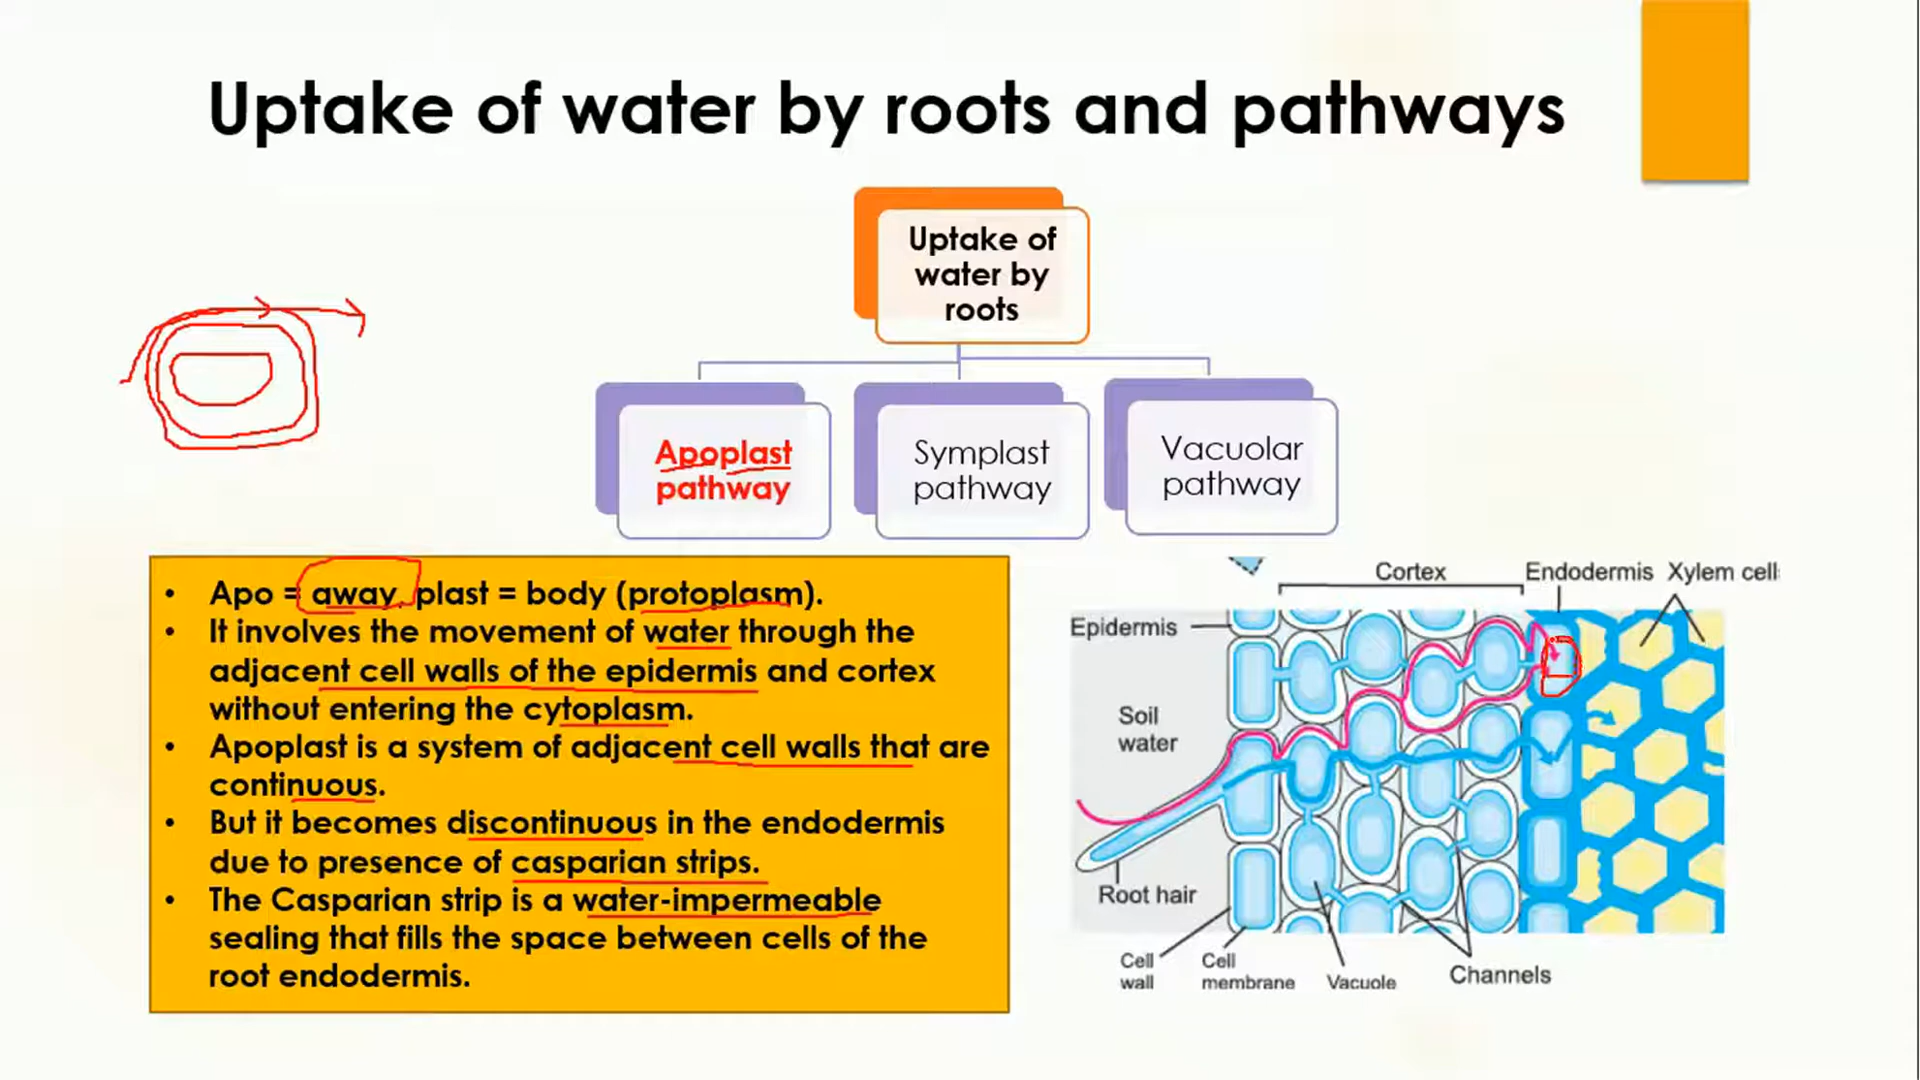 Uptake of water by roots and pathways
Uptake of
water by
roots
Apoplast
pathway
Symplast
pathway
Vacuolar
pathway
• Apo = away, plast = body (protoplasm).
• It involves the movement of water through the
adjacent cell walls of the epidermis and cortex
without entering the cytoplasm.
• Apoplast is a system of adjacent cell walls that are
continuous.
• But it becomes discontinuous in the endodermis
due to presence of casparian strips.
• The Casparian strip is a water-impermeable
sealing that fills the space between cells of the
root endodermis.
Cortex
Endodermis
Xylem cell
Epidermis
Soil
water
Root hair
Cell
wall
Cell
membrane
Vacuole
Channels